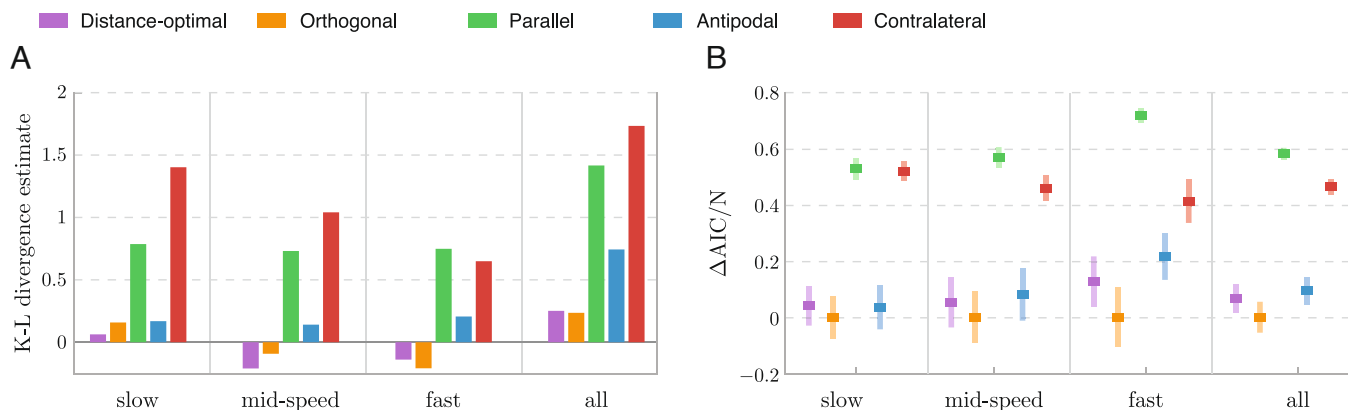 Distance-optimal Orthogonal Parallel Antipodal Contralateral
A
B
K-L divergence estimate
2
1.5
1
0.5
0
slow mid-speed fast all
ΔAIC/N
0.8
0.6
0.4
0.2
0
−0.2
slow mid-speed fast all